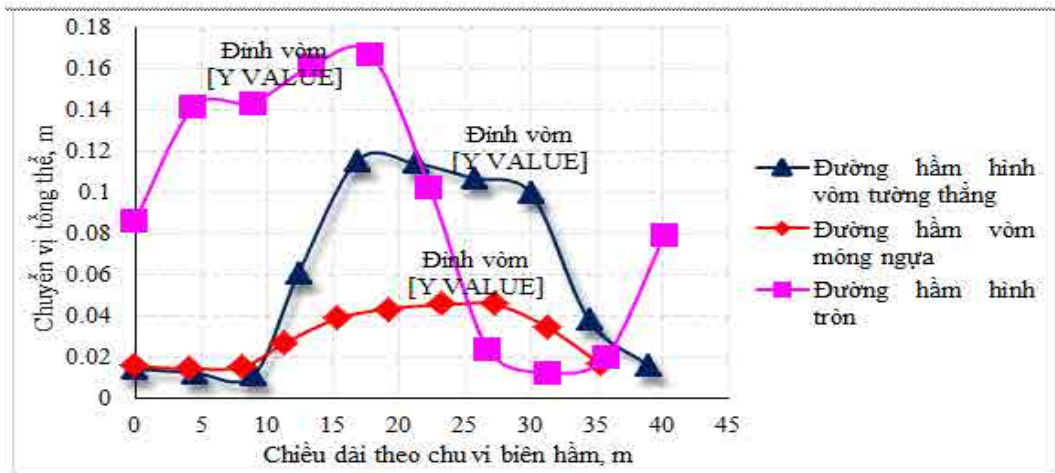 Chuyển vị tổng thể, m
0.18
0.16
0.14
0.12
0.1
0.08
0.06
0.04
0.02
0
0 5 10 15 20 25 30 35 40 45
Chiều dài theo chu vi biên hầm, m
Đỉnh vòm
[Y VALUE]
Đỉnh vòm
[Y VALUE]
Đỉnh vòm
[Y VALUE]
Đường hầm hình
vòm tường thẳng
Đường hầm vòm
móng ngựa
Đường hầm hình
tròn